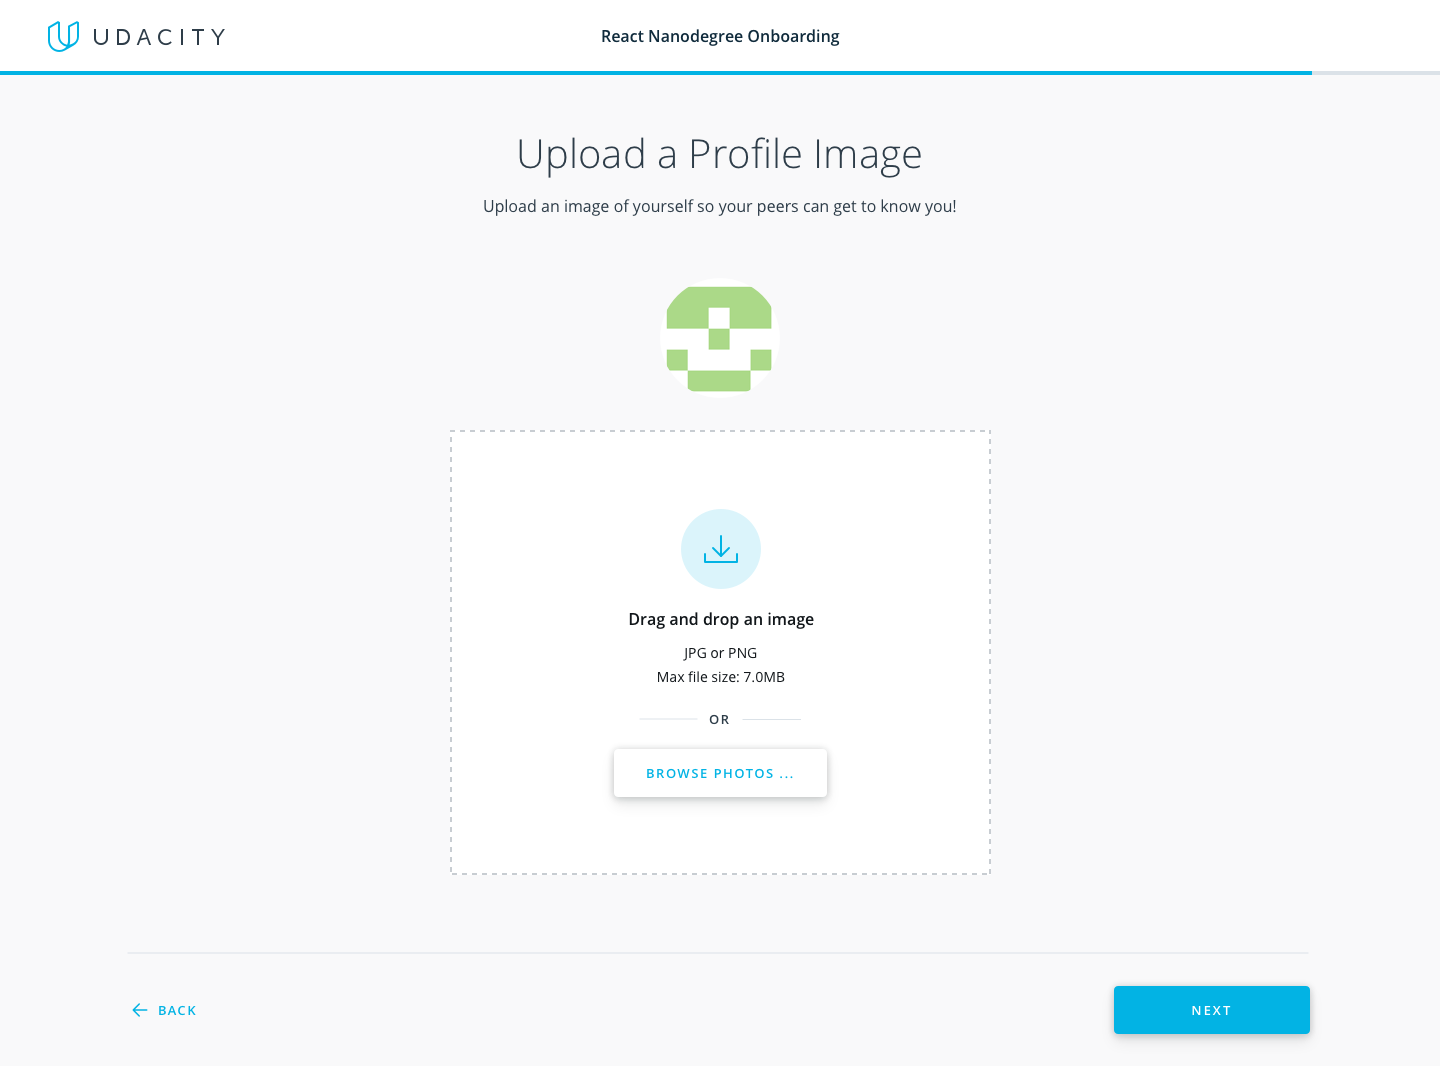 UDACITY
React Nanodegree Onboarding
Upload a Profile Image
Upload an image of yourself so your peers can get to know you!
Drag and drop an image
JPG or PNG
Max file size: 7.0MB
OR
BROWSE PHOTOS ...
BACK
NEXT